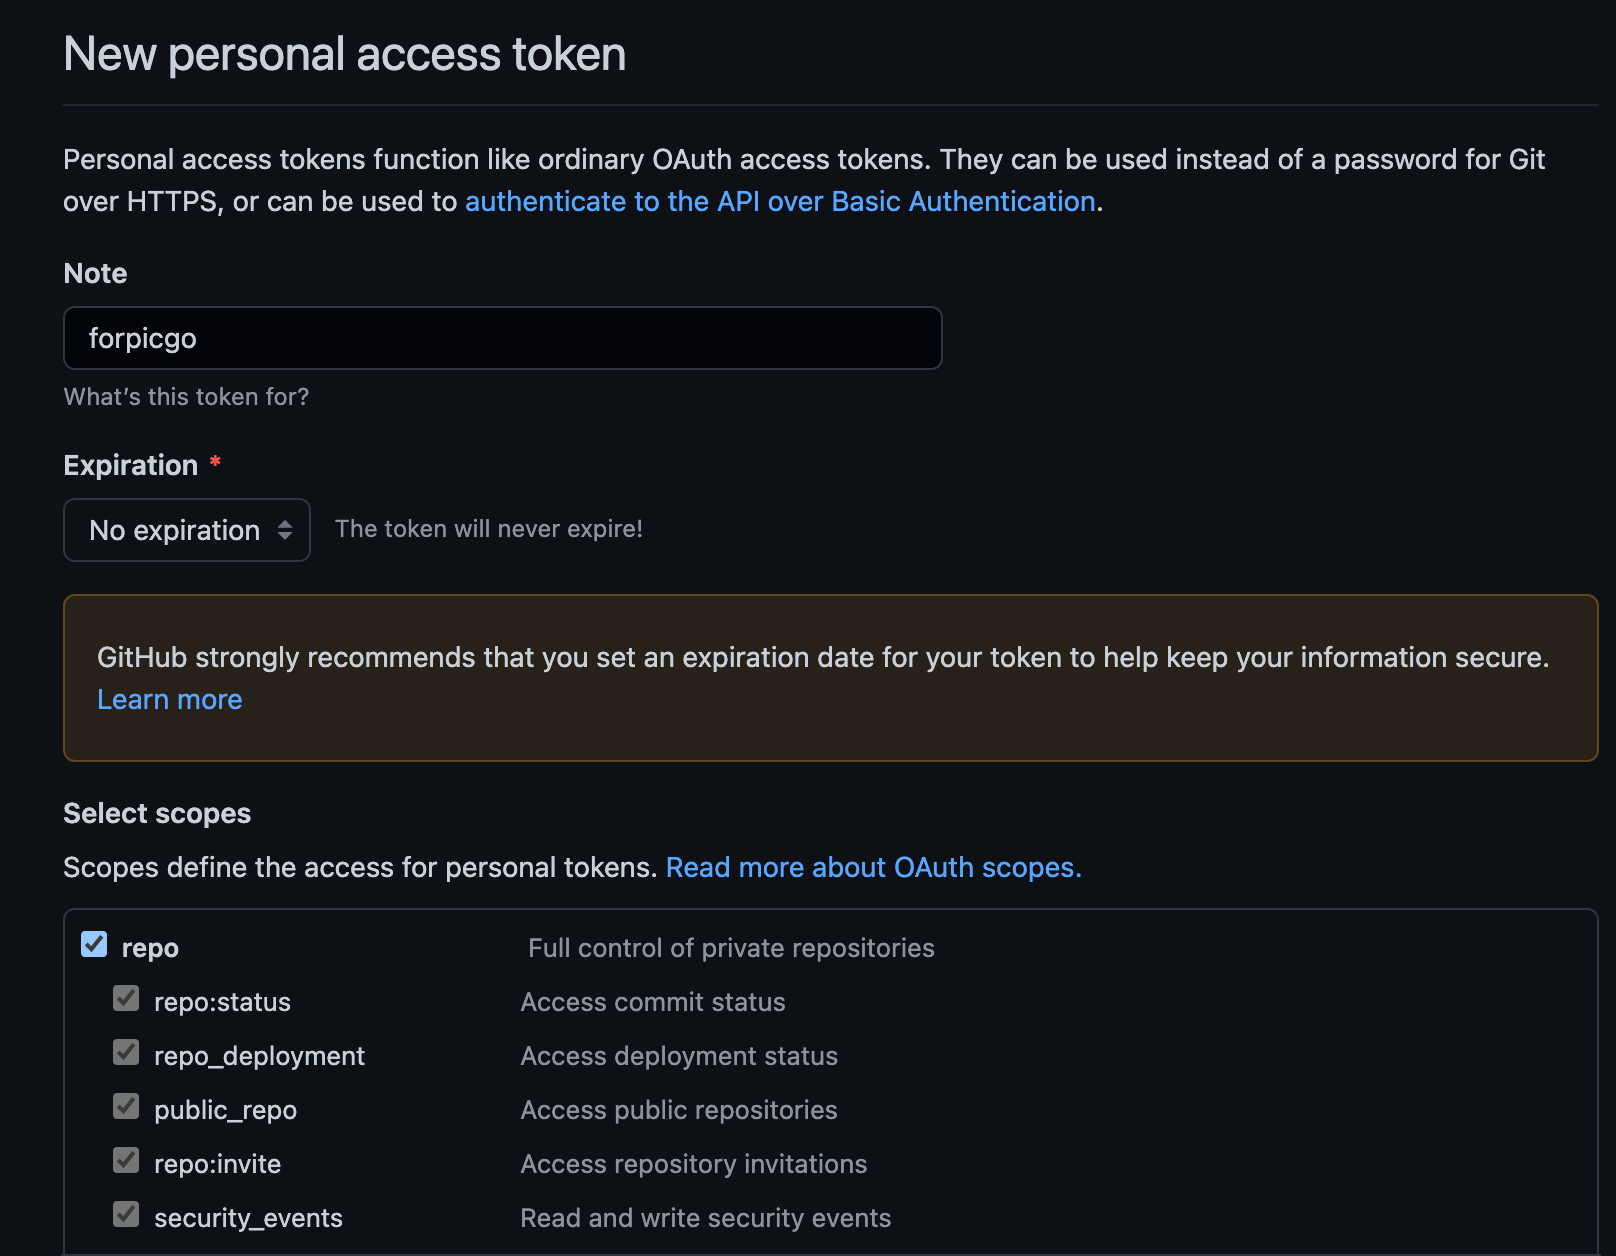 New personal access token
Personal access tokens function like ordinary OAuth access tokens. They can be used instead of a password for Git
over HTTPS, or can be used to authenticate to the API over Basic Authentication.
Note
forpicgo
What's this token for?
Expiration *
No expiration The token will never expire!
GitHub strongly recommends that you set an expiration date for your token to help keep your information secure.
Learn more
Select scopes
Scopes define the access for personal tokens. Read more about OAuth scopes.
repo Full control of private repositories
repo:status Access commit status
repo_deployment Access deployment status
public_repo Access public repositories
repo:invite Access repository invitations
security_events Read and write security events